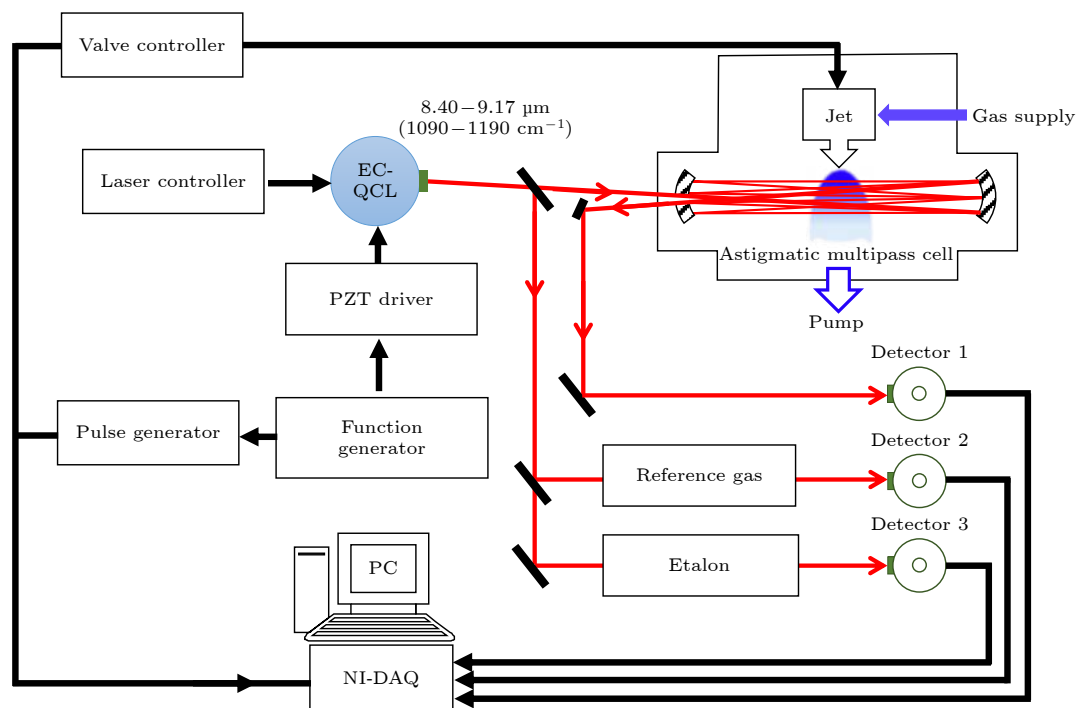 Valve controller
8.40−9.17 µm
(1090−1190 cm⁻¹)
Jet
Gas supply
Laser controller
EC-
QCL
Astigmatic multipass cell
PZT driver
Pump
Detector 1
Pulse generator
Function
generator
Detector 2
Reference gas
Detector 3
PC
Etalon
NI-DAQ